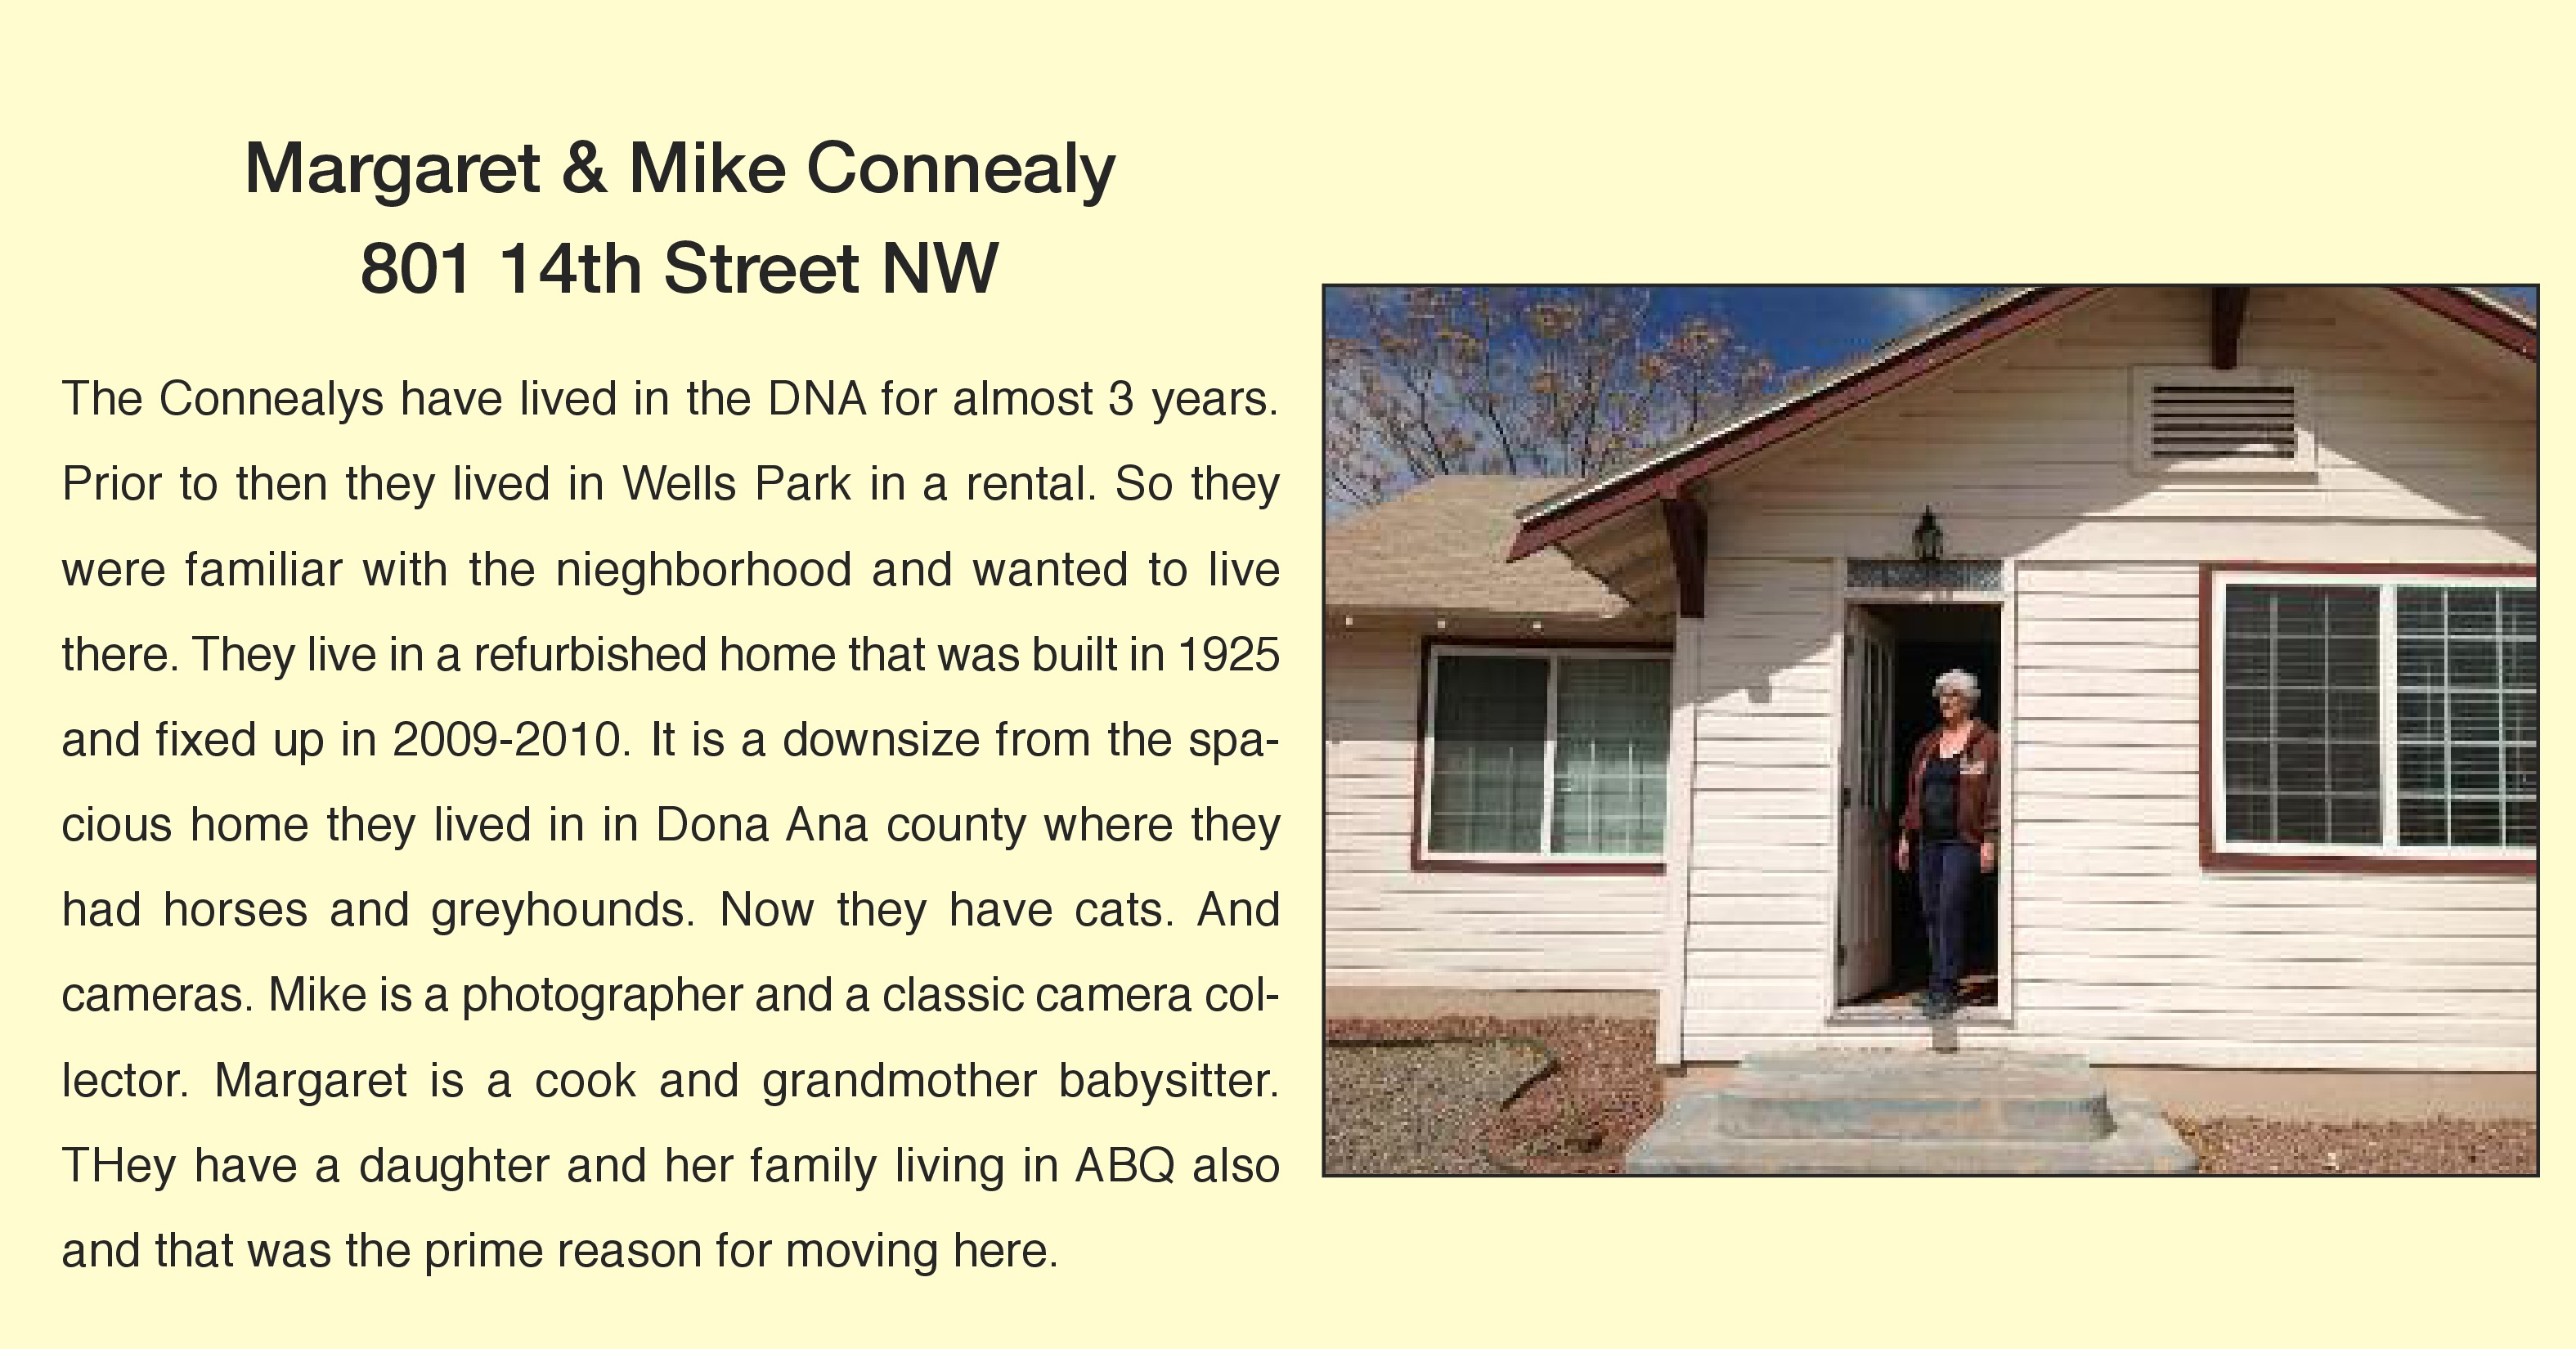 Margaret & Mike Connealy
801 14th Street NW
The Connealys have lived in the DNA for almost 3 years.
Prior to then they lived in Wells Park in a rental. So they
were familiar with the nieghborhood and wanted to live
there. They live in a refurbished home that was built in 1925
and fixed up in 2009-2010. It is a downsize from the spa-
cious home they lived in in Dona Ana county where they
had horses and greyhounds. Now they have cats. And
cameras. Mike is a photographer and a classic camera col-
lector. Margaret is a cook and grandmother babysitter.
THey have a daughter and her family living in ABQ also
and that was the prime reason for moving here.